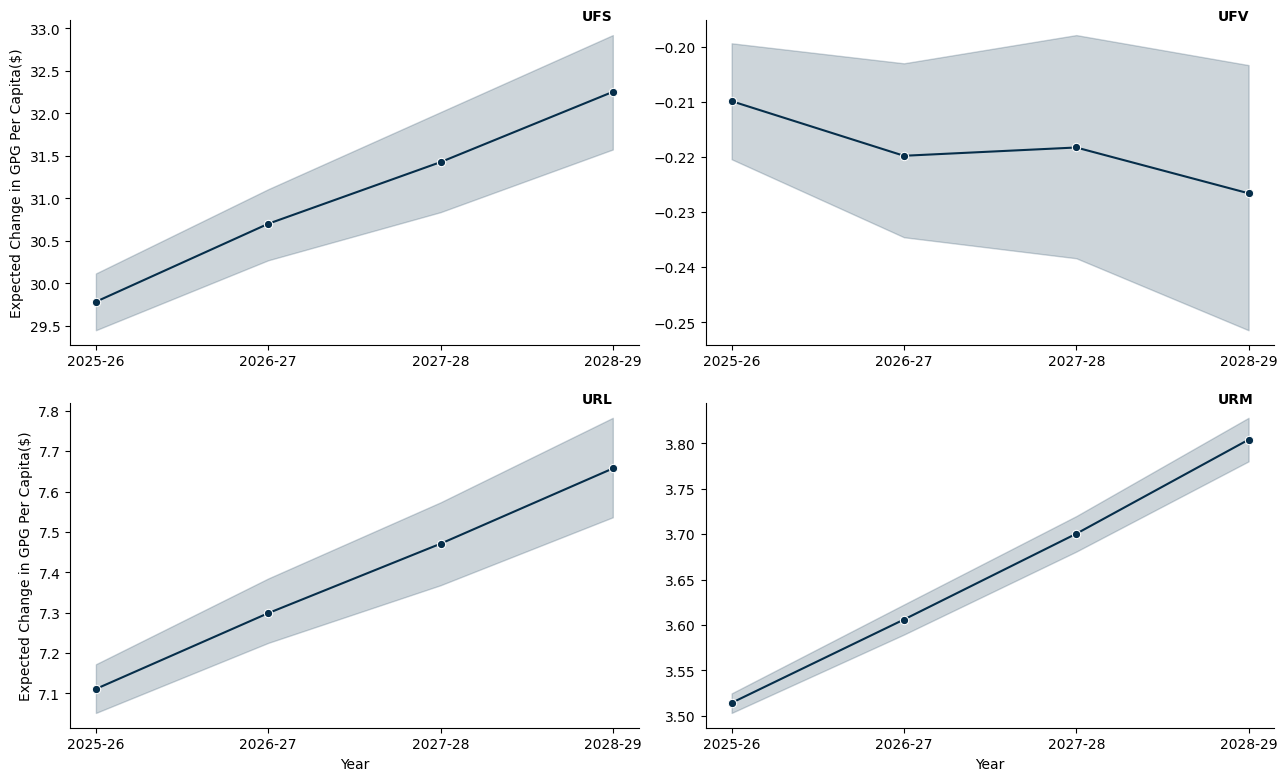 UFS
Expected Change in GPG Per Capita($)
33.0
32.5
32.0
31.5
31.0
30.5
30.0
29.5
2025-26 2026-27 2027-28 2028-29
UFV
−0.20
−0.21
−0.22
−0.23
−0.24
−0.25
2025-26 2026-27 2027-28 2028-29
URL
Expected Change in GPG Per Capita($)
7.8
7.7
7.6
7.5
7.4
7.3
7.2
7.1
2025-26 2026-27 2027-28 2028-29
Year
URM
3.80
3.75
3.70
3.65
3.60
3.55
3.50
2025-26 2026-27 2027-28 2028-29
Year